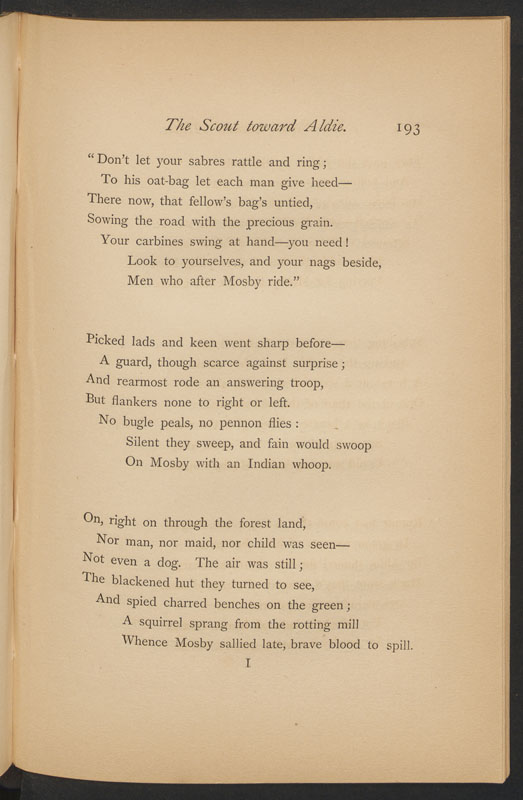 The Scout toward Aldie. 193
“Don’t let your sabres rattle and ring;
To his oat-bag let each man give heed—
There now, that fellow’s bag’s untied,
Sowing the road with the precious grain.
Your carbines swing at hand—you need!
Look to yourselves, and your nags beside,
Men who after Mosby ride.”
Picked lads and keen went sharp before—
A guard, though scarce against surprise;
And rearmost rode an answering troop,
But flankers none to right or left.
No bugle peals, no pennon flies:
Silent they sweep, and fain would swoop
On Mosby with an Indian whoop.
On, right on through the forest land,
Nor man, nor maid, nor child was seen—
Not even a dog. The air was still;
The blackened hut they turned to see,
And spied charred benches on the green;
A squirrel sprang from the rotting mill
Whence Mosby sallied late, brave blood to spill.
I